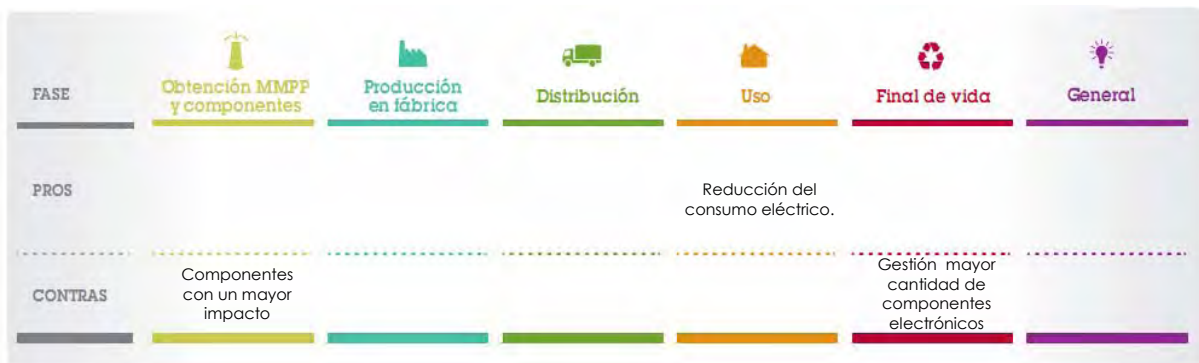 FASE
Obtención MMPP
y componentes
Producción
en fábrica
Distribución
Uso
Final de vida
General
PROS
Reducción del
consumo eléctrico.
CONTRAS
Componentes
con un mayor
impacto
Gestión mayor
cantidad de
componentes
electrónicos